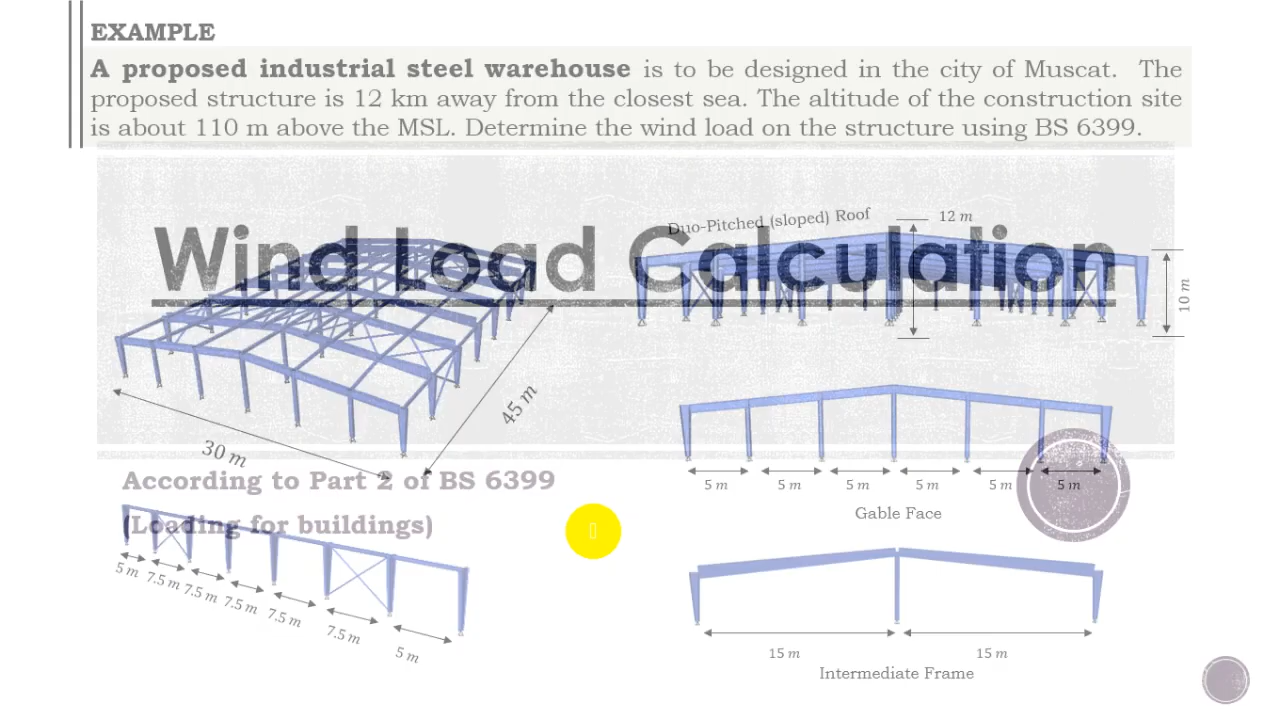 EXAMPLE
A proposed industrial steel warehouse is to be designed in the city of Muscat. The
proposed structure is 12 km away from the closest sea. The altitude of the construction site
is about 110 m above the MSL. Determine the wind load on the structure using BS 6399.
Wind Load Calculation
Duo-Pitched (sloped) Roof
12 m
10 m
30 m
45 m
According to Part 2 of BS 6399
(Loading for buildings)
5 m 5 m 5 m 5 m 5 m 5 m
Gable Face
5 m 7.5 m 7.5 m 7.5 m 7.5 m 7.5 m 5 m
15 m 15 m
Intermediate Frame